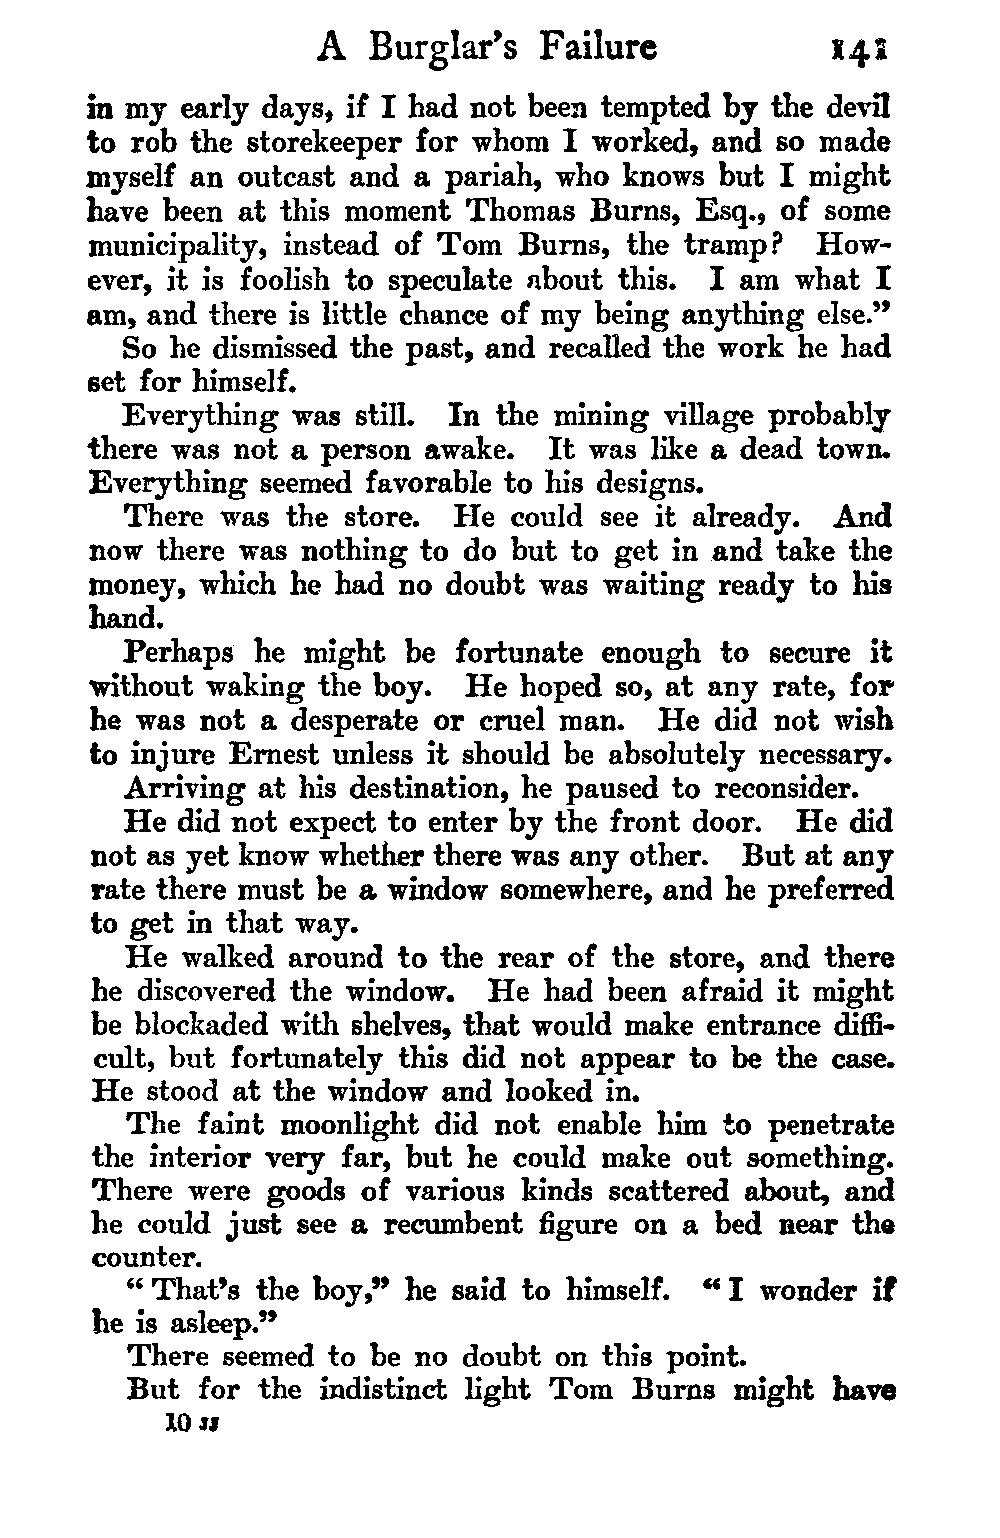 A Burglar's Failure 141
in my early days, if I had not been tempted by the devil
to rob the storekeeper for whom I worked, and so made
myself an outcast and a pariah, who knows but I might
have been at this moment Thomas Burns, Esq., of some
municipality, instead of Tom Burns, the tramp? How-
ever, it is foolish to speculate about this. I am what I
am, and there is little chance of my being anything else."
So he dismissed the past, and recalled the work he had
set for himself.
Everything was still. In the mining village probably
there was not a person awake. It was like a dead town.
Everything seemed favorable to his designs.
There was the store. He could see it already. And
now there was nothing to do but to get in and take the
money, which he had no doubt was waiting ready to his
hand.
Perhaps he might be fortunate enough to secure it
without waking the boy. He hoped so, at any rate, for
he was not a desperate or cruel man. He did not wish
to injure Ernest unless it should be absolutely necessary.
Arriving at his destination, he paused to reconsider.
He did not expect to enter by the front door. He did
not as yet know whether there was any other. But at any
rate there must be a window somewhere, and he preferred
to get in that way.
He walked around to the rear of the store, and there
he discovered the window. He had been afraid it might
be blockaded with shelves, that would make entrance diffi-
cult, but fortunately this did not appear to be the case.
He stood at the window and looked in.
The faint moonlight did not enable him to penetrate
the interior very far, but he could make out something.
There were goods of various kinds scattered about, and
he could just see a recumbent figure on a bed near the
counter.
"That's the boy," he said to himself. "I wonder if
he is asleep."
There seemed to be no doubt on this point.
But for the indistinct light Tom Burns might have
10